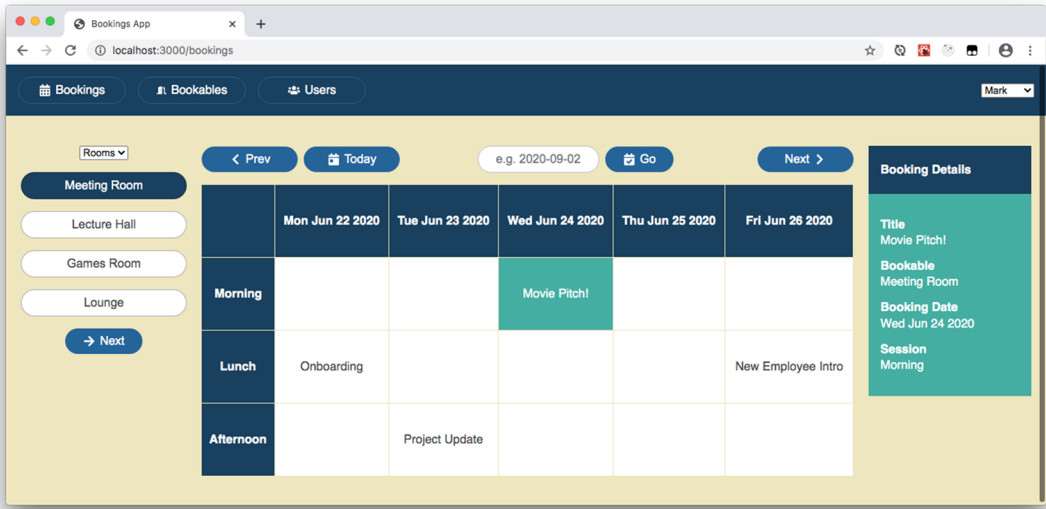 Bookings App
localhost:3000/bookings
Bookings
Bookables
Users
Mark
Rooms
Meeting Room
Lecture Hall
Games Room
Lounge
Next
Prev
Today
e.g. 2020-09-02
Go
Next
Mon Jun 22 2020
Tue Jun 23 2020
Wed Jun 24 2020
Thu Jun 25 2020
Fri Jun 26 2020
Morning
Movie Pitch!
Lunch
Onboarding
New Employee Intro
Afternoon
Project Update
Booking Details
Title
Movie Pitch!
Bookable
Meeting Room
Booking Date
Wed Jun 24 2020
Session
Morning